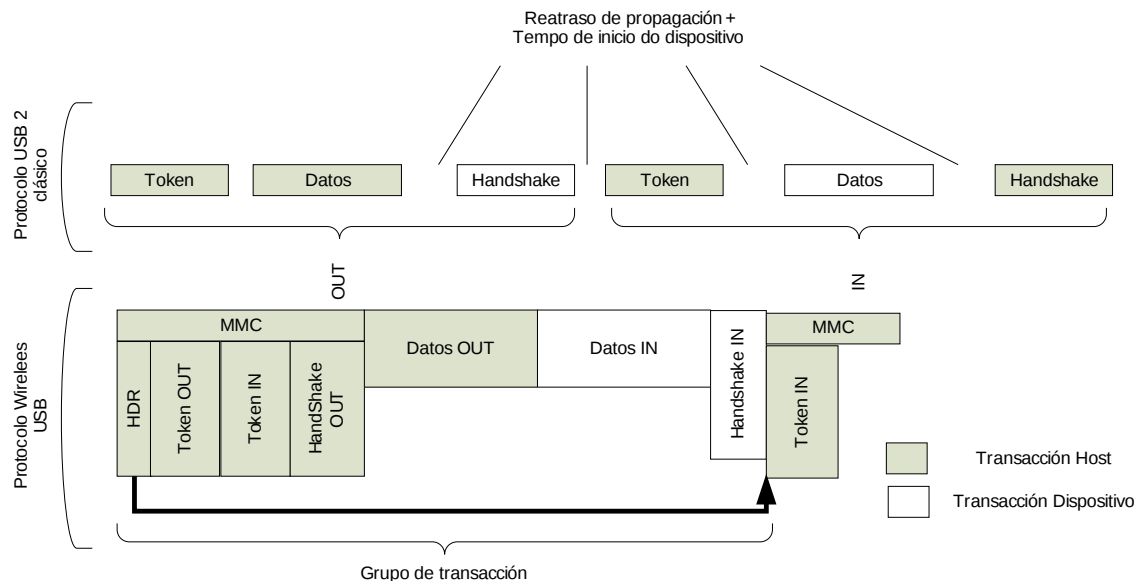 Reatraso de propagación +
Tempo de inicio do dispositivo
Protocolo USB 2
clásico
Token
Datos
Handshake
Token
Datos
Handshake
OUT
IN
Protocolo Wirelees
USB
MMC
HDR
Token OUT
Token IN
HandShake
OUT
Datos OUT
Datos IN
Handshake IN
MMC
Token IN
Transacción Host
Transacción Dispositivo
Grupo de transacción